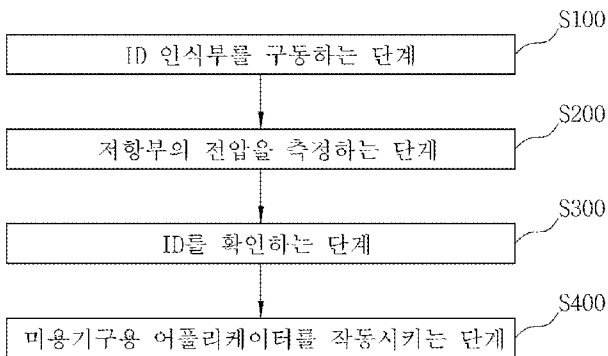 S100
ID 인식부를 구동하는 단계
S200
저항부의 전압을 측정하는 단계
S300
ID를 확인하는 단계
S400
미용기구용 어플리케이터를 작동시키는 단계